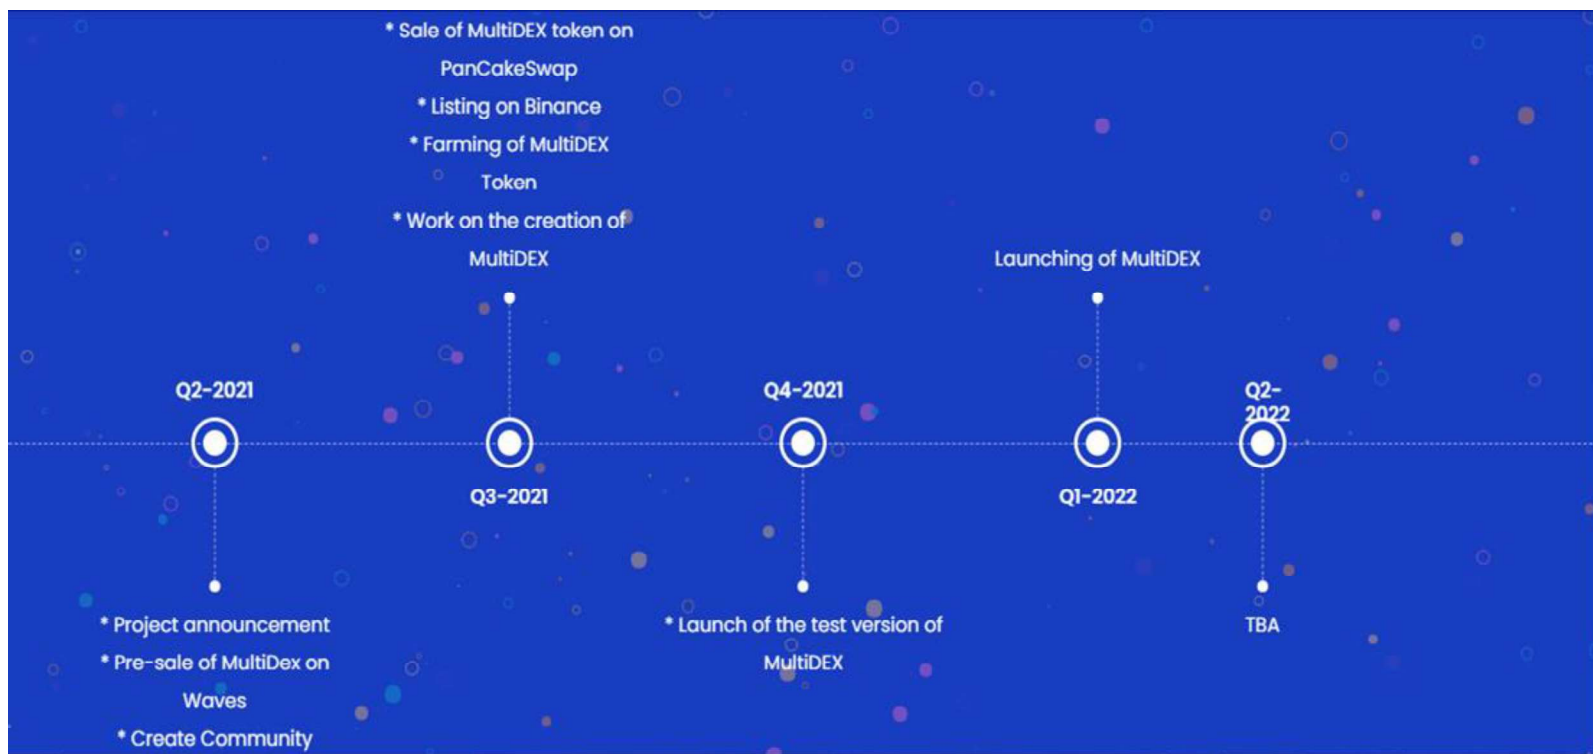 * Sale of MultiDEX token on
PanCakeSwap
* Listing on Binance
* Farming of MultiDEX
Token
* Work on the creation of
MultiDEX
Launching of MultiDEX
Q2-2021
Q4-2021
Q2-
2022
Q3-2021
Q1-2022
* Project announcement
* Pre-sale of MultiDex on
Waves
* Create Community
* Launch of the test version of
MultiDEX
TBA